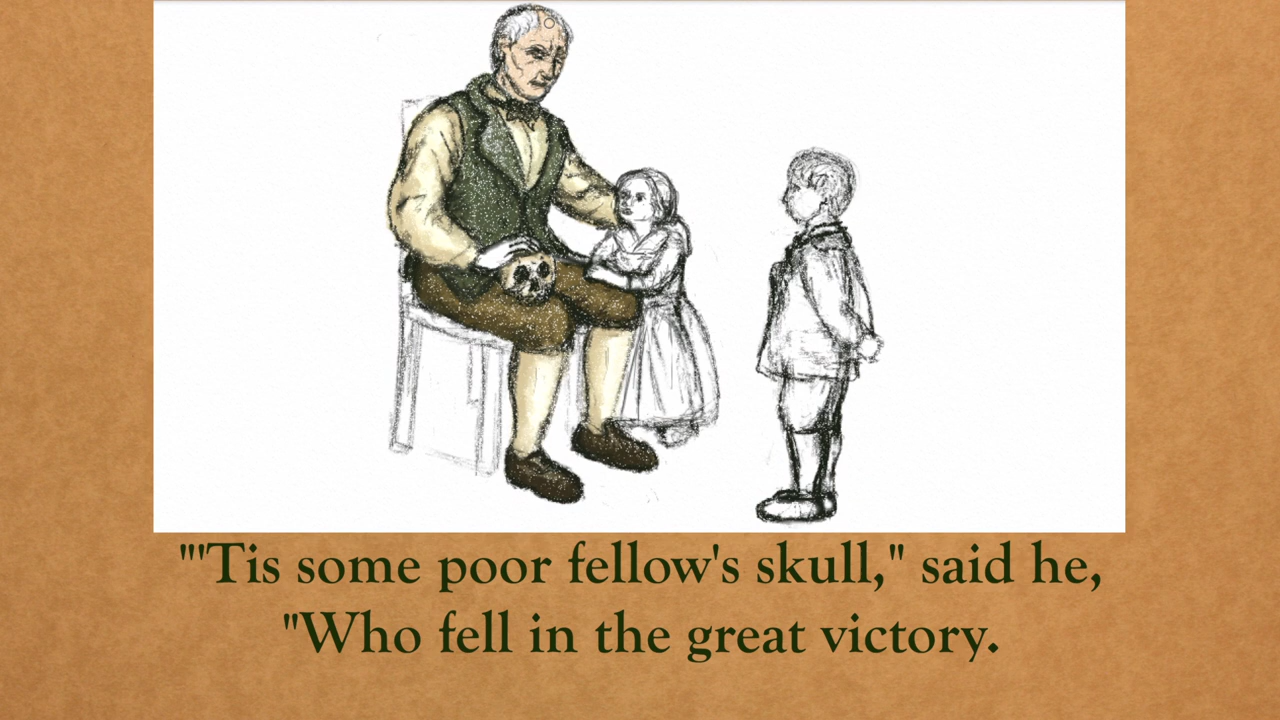 "'Tis some poor fellow's skull," said he,
"Who fell in the great victory.